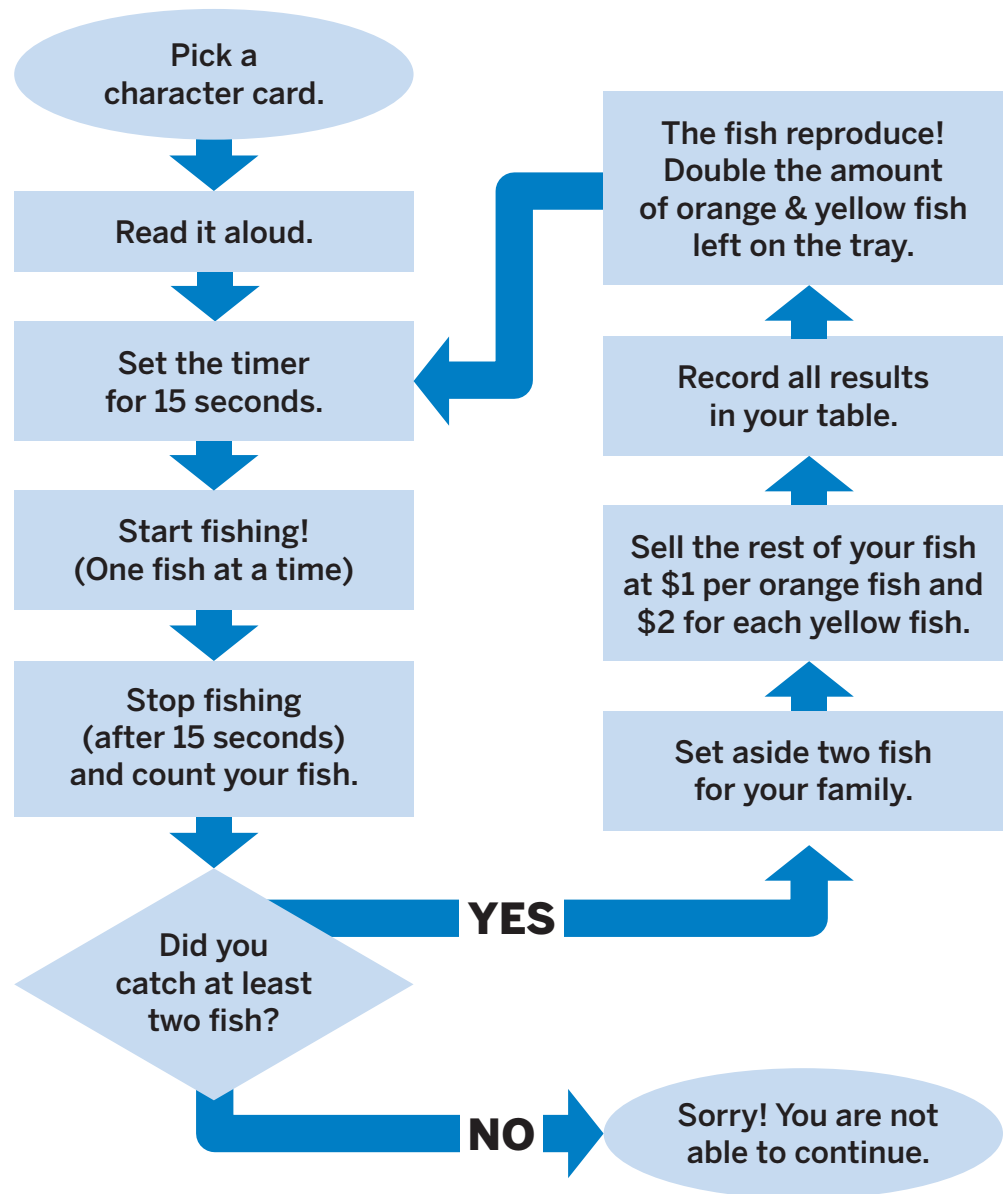 Pick a
character card.
Read it aloud.
Set the timer
for 15 seconds.
Start fishing!
(One fish at a time)
Stop fishing
(after 15 seconds)
and count your fish.
Did you
catch at least
two fish?
YES
Set aside two fish
for your family.
Sell the rest of your fish
at $1 per orange fish and
$2 for each yellow fish.
Record all results
in your table.
The fish reproduce!
Double the amount
of orange & yellow fish
left on the tray.
NO
Sorry! You are not
able to continue.